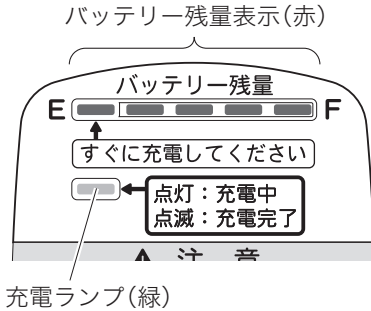 バッテリー残量表示(赤)
バッテリー残量
E F
すぐに充電してください
点灯：充電中
点滅：充電完了
注 意
充電ランプ(緑)